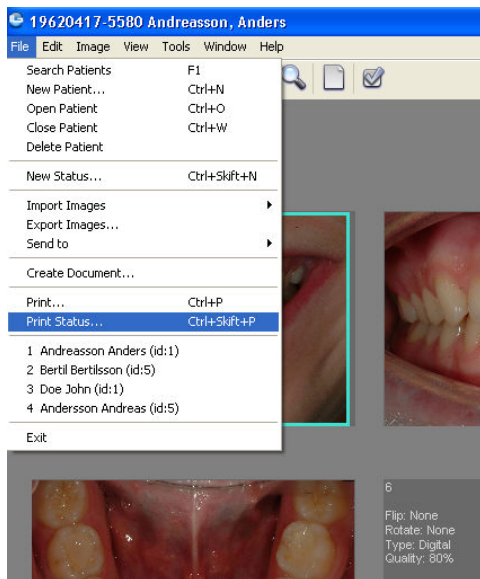 19620417-5580 Andreasson, Anders
File Edit Image View Tools Window Help
Search Patients F1
New Patient... Ctrl+N
Open Patient Ctrl+O
Close Patient Ctrl+W
Delete Patient
New Status... Ctrl+Skift+N
Import Images
Export Images...
Send to
Create Document...
Print... Ctrl+P
Print Status... Ctrl+Skift+P
1 Andreasson Anders (id:1)
2 Bertil Bertilsson (id:5)
3 Doe John (id:1)
4 Andersson Andreas (id:5)
Exit
6
Flip: None
Rotate: None
Type: Digital
Quality: 80%